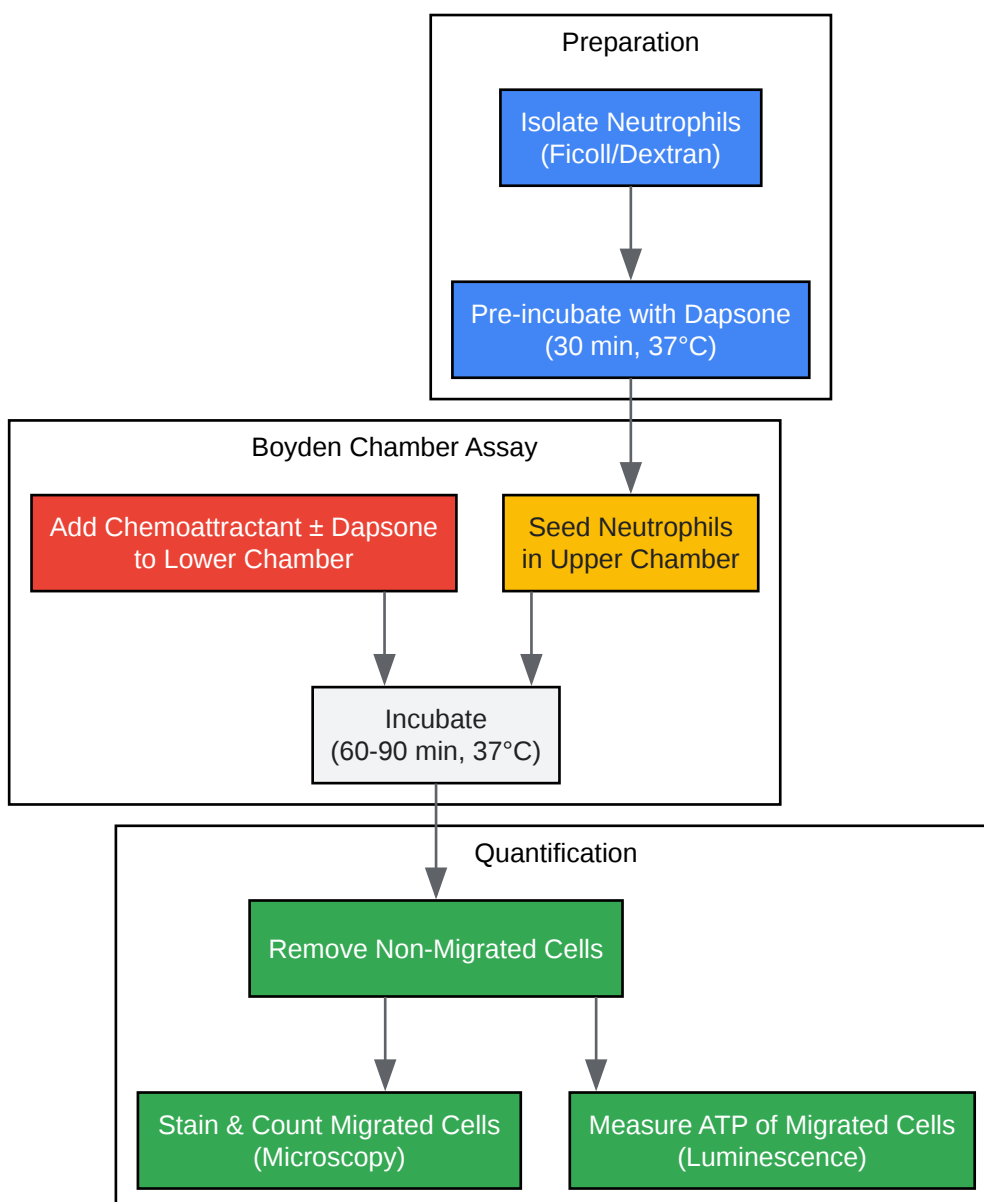 Preparation
Isolate Neutrophils
(Ficoll/Dextran)
Pre-incubate with Dapsone
(30 min, 37°C)
Boyden Chamber Assay
Add Chemoattractant ± Dapsone
to Lower Chamber
Seed Neutrophils
in Upper Chamber
Incubate
(60-90 min, 37°C)
Quantification
Remove Non-Migrated Cells
Stain & Count Migrated Cells
(Microscopy)
Measure ATP of Migrated Cells
(Luminescence)